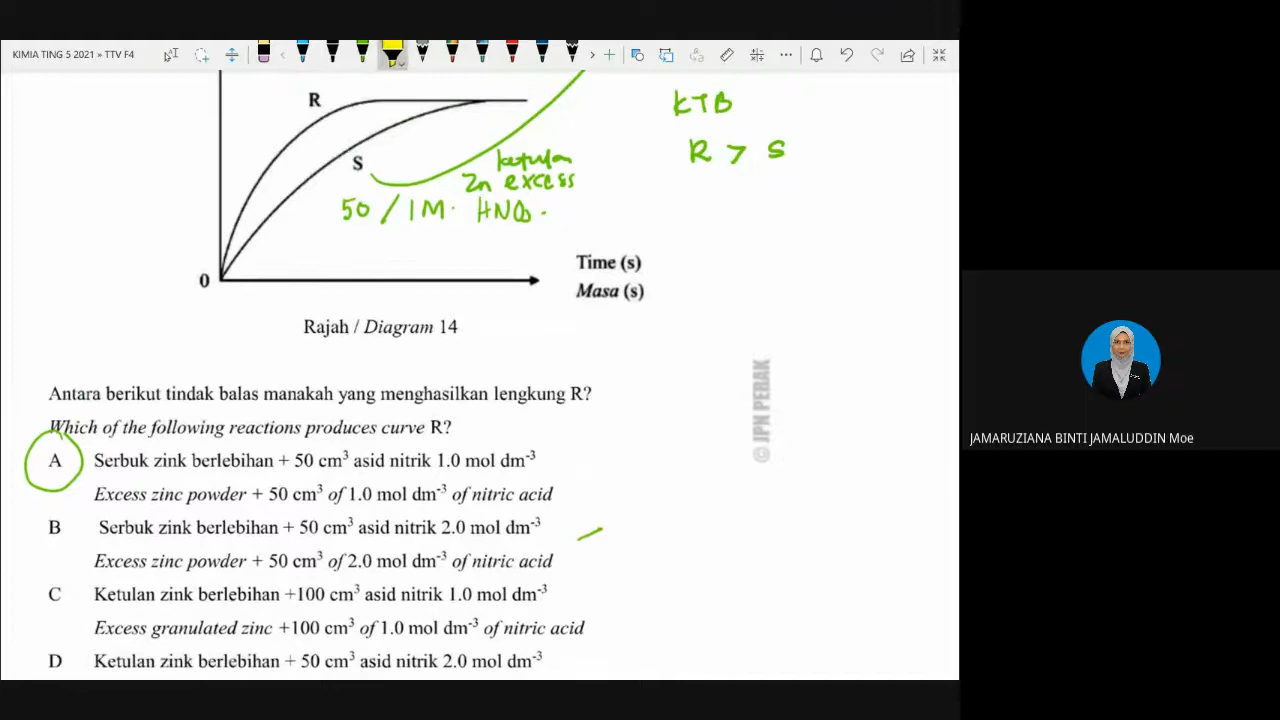 KIMIA TING 5 2021 » TTV F4
R
S
0
KTB
R > S
ketulan
Zn excess
50 / 1M. HNO3.
Time (s)
Masa (s)
Rajah / Diagram 14
Antara berikut tindak balas manakah yang menghasilkan lengkung R?
Which of the following reactions produces curve R?
A Serbuk zink berlebihan + 50 cm³ asid nitrik 1.0 mol dm⁻³
Excess zinc powder + 50 cm³ of 1.0 mol dm⁻³ of nitric acid
B Serbuk zink berlebihan + 50 cm³ asid nitrik 2.0 mol dm⁻³
Excess zinc powder + 50 cm³ of 2.0 mol dm⁻³ of nitric acid
C Ketulan zink berlebihan +100 cm³ asid nitrik 1.0 mol dm⁻³
Excess granulated zinc +100 cm³ of 1.0 mol dm⁻³ of nitric acid
D Ketulan zink berlebihan + 50 cm³ asid nitrik 2.0 mol dm⁻³
© JPN PERAK
JAMARUZIANA BINTI JAMALUDDIN Moe